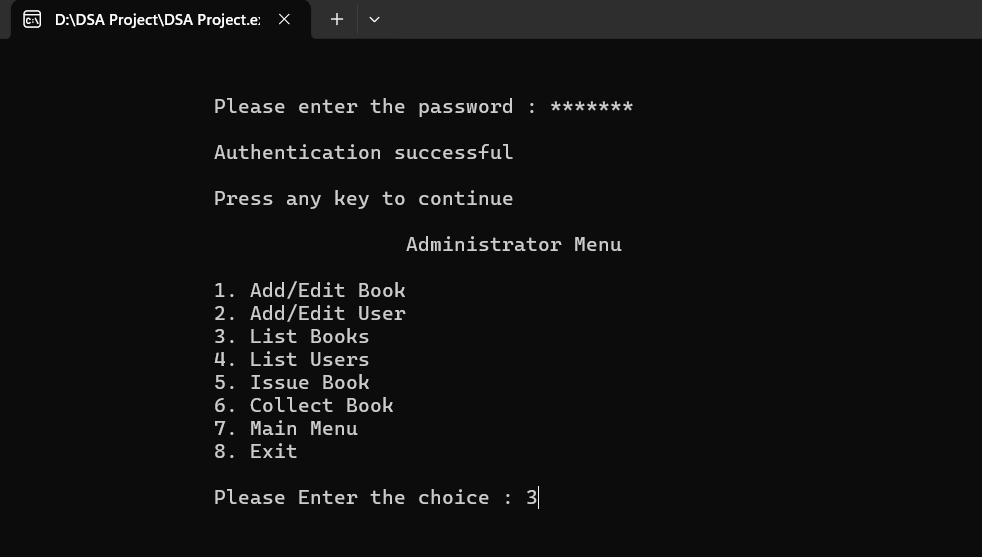 D:\DSA Project\DSA Project.e
Please enter the password : *******
Authentication successful
Press any key to continue
Administrator Menu
1. Add/Edit Book
2. Add/Edit User
3. List Books
4. List Users
5. Issue Book
6. Collect Book
7. Main Menu
8. Exit
Please Enter the choice : 3